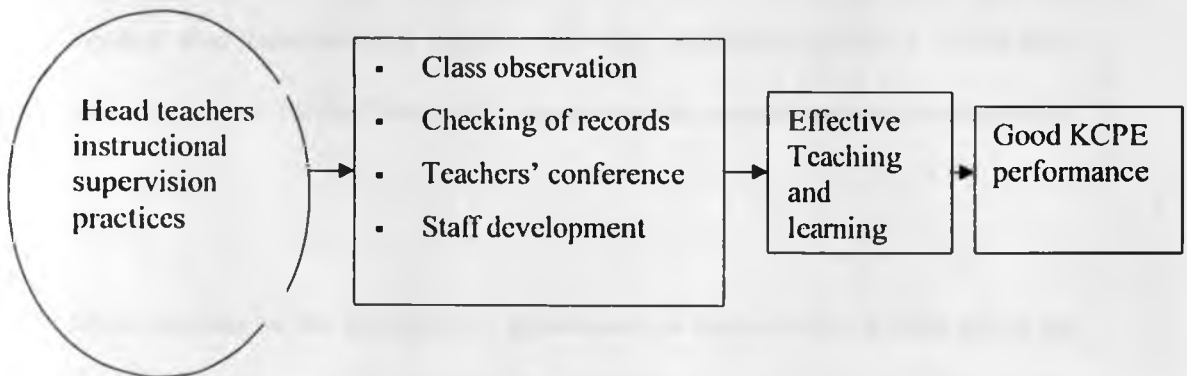 Head teachers
instructional
supervision
practices
▪ Class observation
▪ Checking of records
▪ Teachers’ conference
▪ Staff development
Effective
Teaching
and
learning
Good KCPE
performance